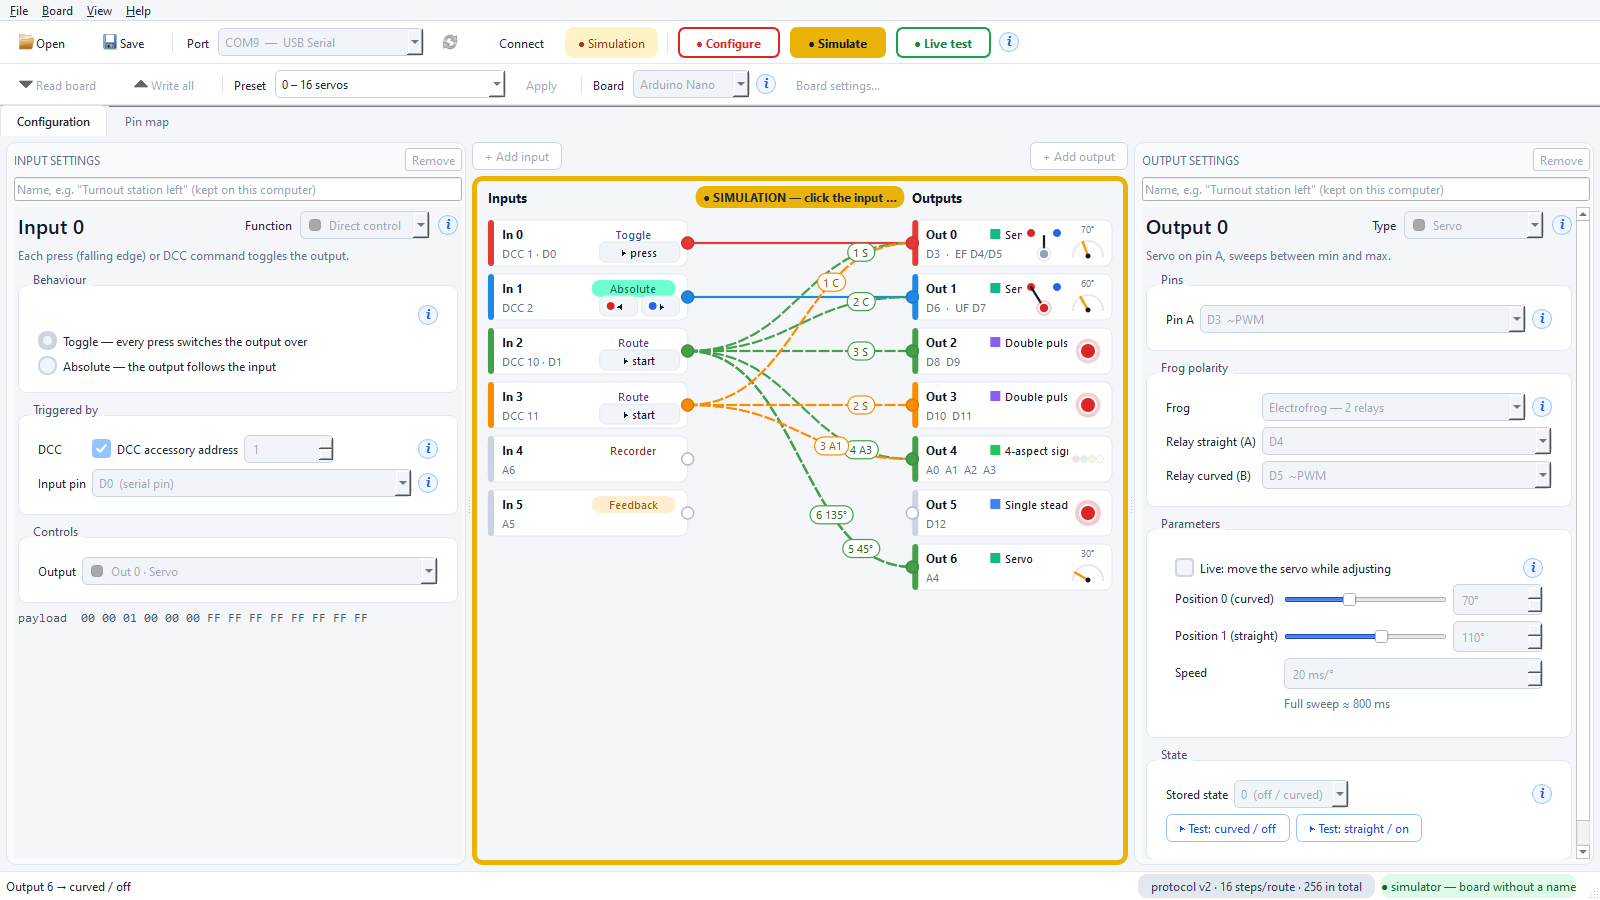 File Board View Help
Open Save Port COM9 — USB Serial Connect • Simulation • Configure • Simulate • Live test i
Read board Write all Preset 0 – 16 servos Apply Board Arduino Nano i Board settings...
Configuration Pin map
INPUT SETTINGS Remove
Name, e.g. "Turnout station left" (kept on this computer)
Input 0 Function Direct control i
Each press (falling edge) or DCC command toggles the output.
Behaviour
i
Toggle — every press switches the output over
Absolute — the output follows the input
Triggered by
DCC DCC accessory address 1 i
Input pin D0 (serial pin) i
Controls
Output Out 0 · Servo
payload 00 00 01 00 00 00 FF FF FF FF FF FF FF FF
+ Add input + Add output
Inputs • SIMULATION — click the input ... Outputs
In 0 Toggle
DCC 1 · D0 press
In 1 Absolute
DCC 2
In 2 Route
DCC 10 · D1 start
In 3 Route
DCC 11 start
In 4 Recorder
A6
In 5 Feedback
A5
1 S
1 C
2 C
3 S
2 S
3 A1
4 A3
6 135°
5 45°
Out 0 Ser 70°
D3 · EF D4/D5
Out 1 Ser 60°
D6 · UF D7
Out 2 Double puls
D8 D9
Out 3 Double puls
D10 D11
Out 4 4-aspect sig
A0 A1 A2 A3
Out 5 Single stead
D12
Out 6 Servo 30°
A4
OUTPUT SETTINGS Remove
Name, e.g. "Turnout station left" (kept on this computer)
Output 0 Type Servo i
Servo on pin A, sweeps between min and max.
Pins
Pin A D3 ~PWM i
Frog polarity
Frog Electrofrog — 2 relays i
Relay straight (A) D4
Relay curved (B) D5 ~PWM
Parameters
Live: move the servo while adjusting i
Position 0 (curved) 70°
Position 1 (straight) 110°
Speed 20 ms/°
Full sweep ≈ 800 ms
State
Stored state 0 (off / curved) i
Test: curved / off Test: straight / on
Output 6 → curved / off protocol v2 · 16 steps/route · 256 in total • simulator — board without a name